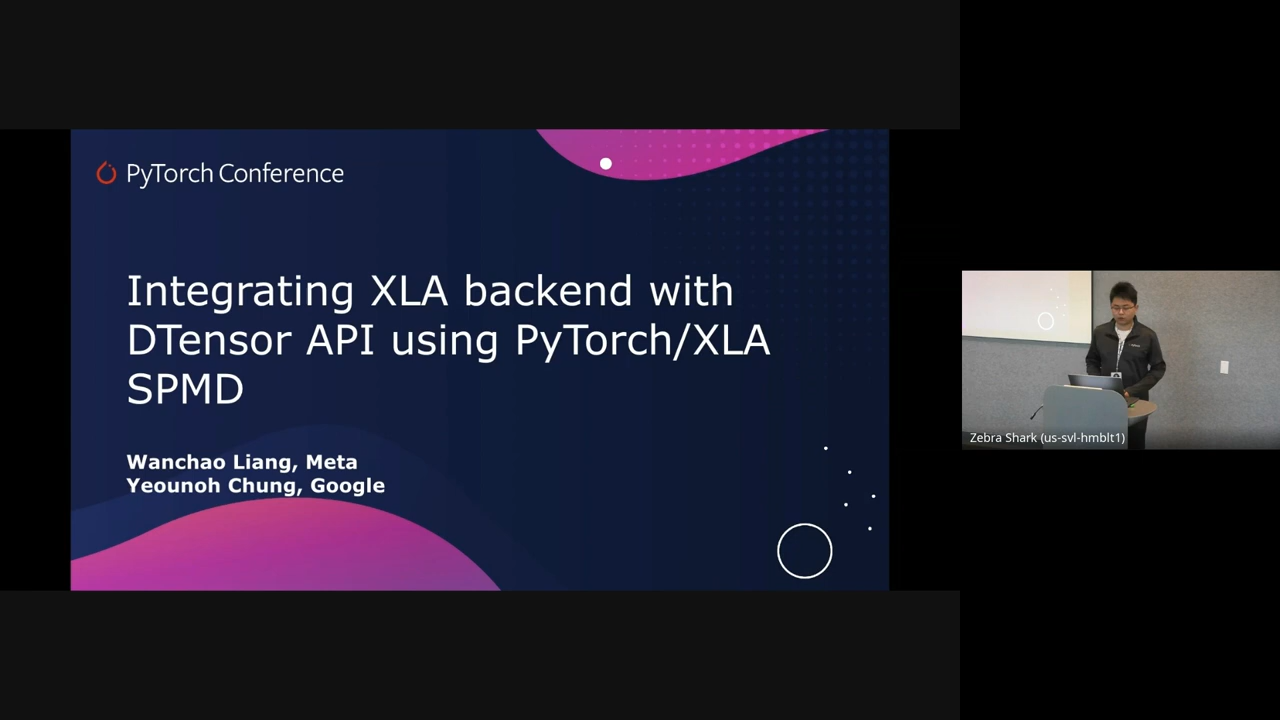 PyTorch Conference
Integrating XLA backend with
DTensor API using PyTorch/XLA
SPMD
Wanchao Liang, Meta
Yeounoh Chung, Google
Zebra Shark (us-svl-hmblt1)